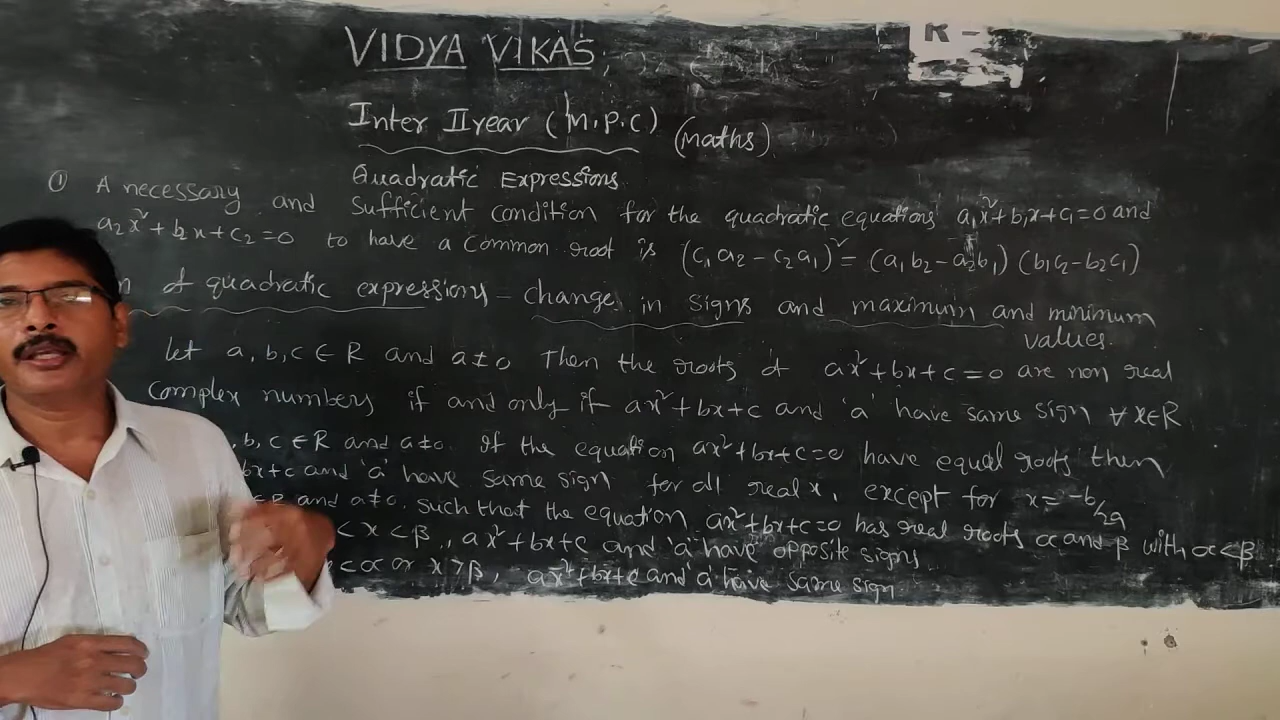 VIDYA VIKAS
R -
Inter II year (M.P.C) (Maths)
Quadratic Expressions
① A necessary and sufficient condition for the quadratic equations a₁x²+b₁x+c₁=0 and
a₂x²+b₂x+c₂=0 to have a common root is (c₁a₂-c₂a₁)²=(a₁b₂-a₂b₁)(b₁c₂-b₂c₁)
n of quadratic expressions - change in signs and maximum and minimum
values.
let a,b,c ∈ R and a≠0 Then the roots of ax²+bx+c=0 are non real
complex numbers if and only if ax²+bx+c and 'a' have same sign ∀ x∈R
,b,c ∈ R and a≠0. If the equation ax²+bx+c=0 have equal roots then
bx+c and 'a' have same sign for all real x, except for x=-b/2a
∈R and a≠0. such that the equation ax²+bx+c=0 has real roots α and β with α<β
<x<β, ax²+bx+c and 'a' have opposite signs
<α or x>β, ax²+bx+c and 'a' have same sign.